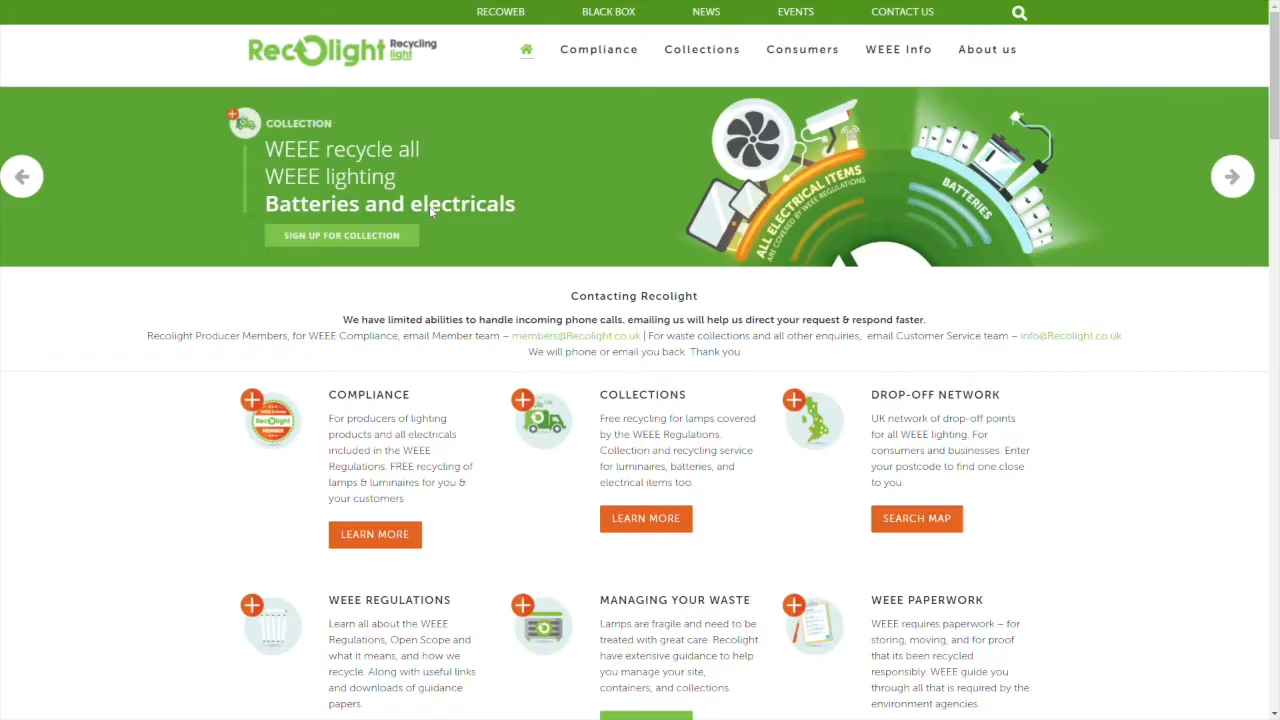 RECOWEB BLACK BOX NEWS EVENTS CONTACT US
Recolight Recycling light
Compliance Collections Consumers WEEE Info About us
COLLECTION
WEEE recycle all
WEEE lighting
Batteries and electricals
SIGN UP FOR COLLECTION
ALL ELECTRICAL ITEMS
ARE COVERED BY WEEE REGULATIONS
BATTERIES
Contacting Recolight
We have limited abilities to handle incoming phone calls. emailing us will help us direct your request & respond faster.
Recolight Producer Members, for WEEE Compliance, email Member team – members@Recolight.co.uk | For waste collections and all other enquiries, email Customer Service team – info@Recolight.co.uk
We will phone or email you back. Thank you
COMPLIANCE
For producers of lighting
products and all electricals
included in the WEEE
Regulations. FREE recycling of
lamps & luminaires for you &
your customers
LEARN MORE
COLLECTIONS
Free recycling for lamps covered
by the WEEE Regulations.
Collection and recycling service
for luminaires, batteries, and
electrical items too.
LEARN MORE
DROP-OFF NETWORK
UK network of drop-off points
for all WEEE lighting. For
consumers and businesses. Enter
your postcode to find one close
to you.
SEARCH MAP
WEEE REGULATIONS
Learn all about the WEEE
Regulations, Open Scope and
what it means, and how we
recycle. Along with useful links
and downloads of guidance
papers.
MANAGING YOUR WASTE
Lamps are fragile and need to be
treated with great care. Recolight
have extensive guidance to help
you manage your site,
containers, and collections.
WEEE PAPERWORK
WEEE requires paperwork – for
storing, moving, and for proof
that its been recycled
responsibly. WEEE guide you
through all that is required by the
environment agencies.